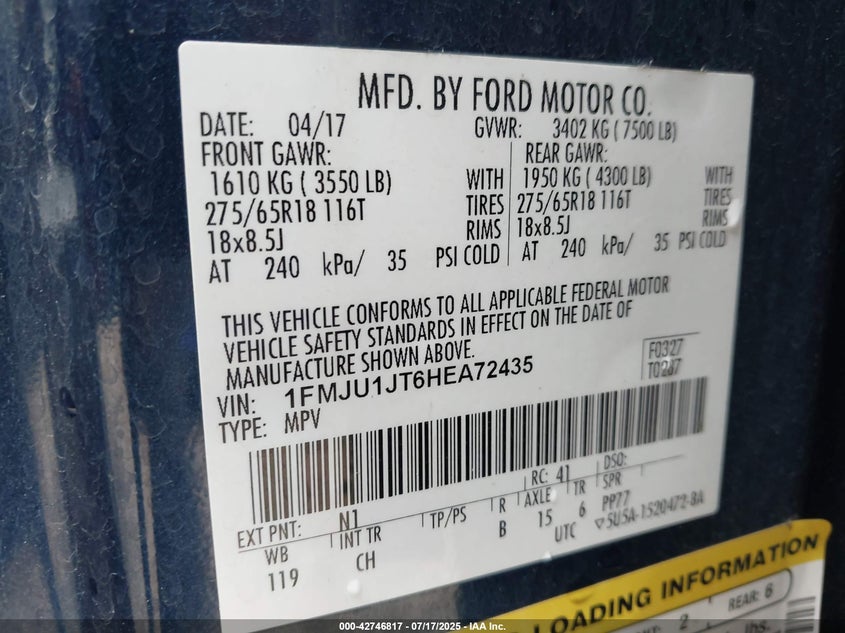 MFD. BY FORD MOTOR CO.
DATE: 04/17 GVWR: 3402 KG ( 7500 LB)
FRONT GAWR: REAR GAWR:
1610 KG ( 3550 LB) WITH 1950 KG ( 4300 LB) WITH
275/65R18 116T TIRES 275/65R18 116T TIRES
18x8.5J RIMS 18x8.5J RIMS
AT 240 kPa/ 35 PSI COLD AT 240 kPa/ 35 PSI COLD
THIS VEHICLE CONFORMS TO ALL APPLICABLE FEDERAL MOTOR
VEHICLE SAFETY STANDARDS IN EFFECT ON THE DATE OF
MANUFACTURE SHOWN ABOVE.
F0327
VIN: 1FMJU1JT6HEA72435
TYPE: MPV
RC: 41 DSO:
EXT PNT: N1 AXLE TR SPR
WB INT TR TP/PS R 15 6 PP77
119 CH B UTC ▽SU5A-1520472-BA
LOADING INFORMATION
2 REAR: 6
000-42746817 - 07/17/2025 - IAA Inc.